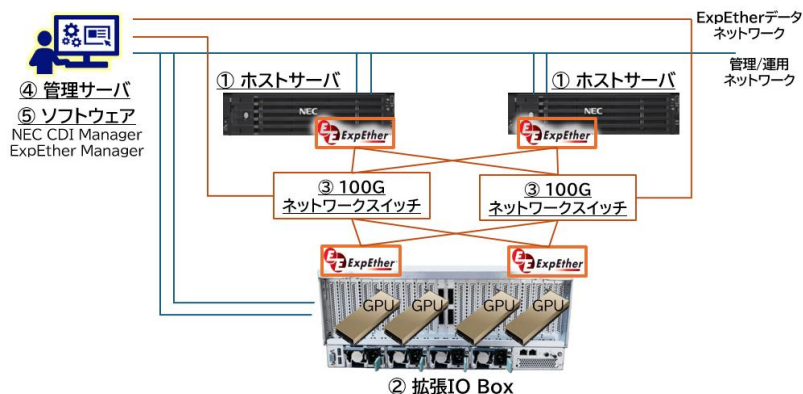 ExpEtherデータ
ネットワーク
管理/運用
ネットワーク
④ 管理サーバ
⑤ ソフトウェア
NEC CDI Manager
ExpEther Manager
① ホストサーバ
① ホストサーバ
NEC
NEC
ExpEther
ExpEther
③ 100G
ネットワークスイッチ
③ 100G
ネットワークスイッチ
ExpEther
ExpEther
GPU
GPU
GPU
GPU
② 拡張IO Box